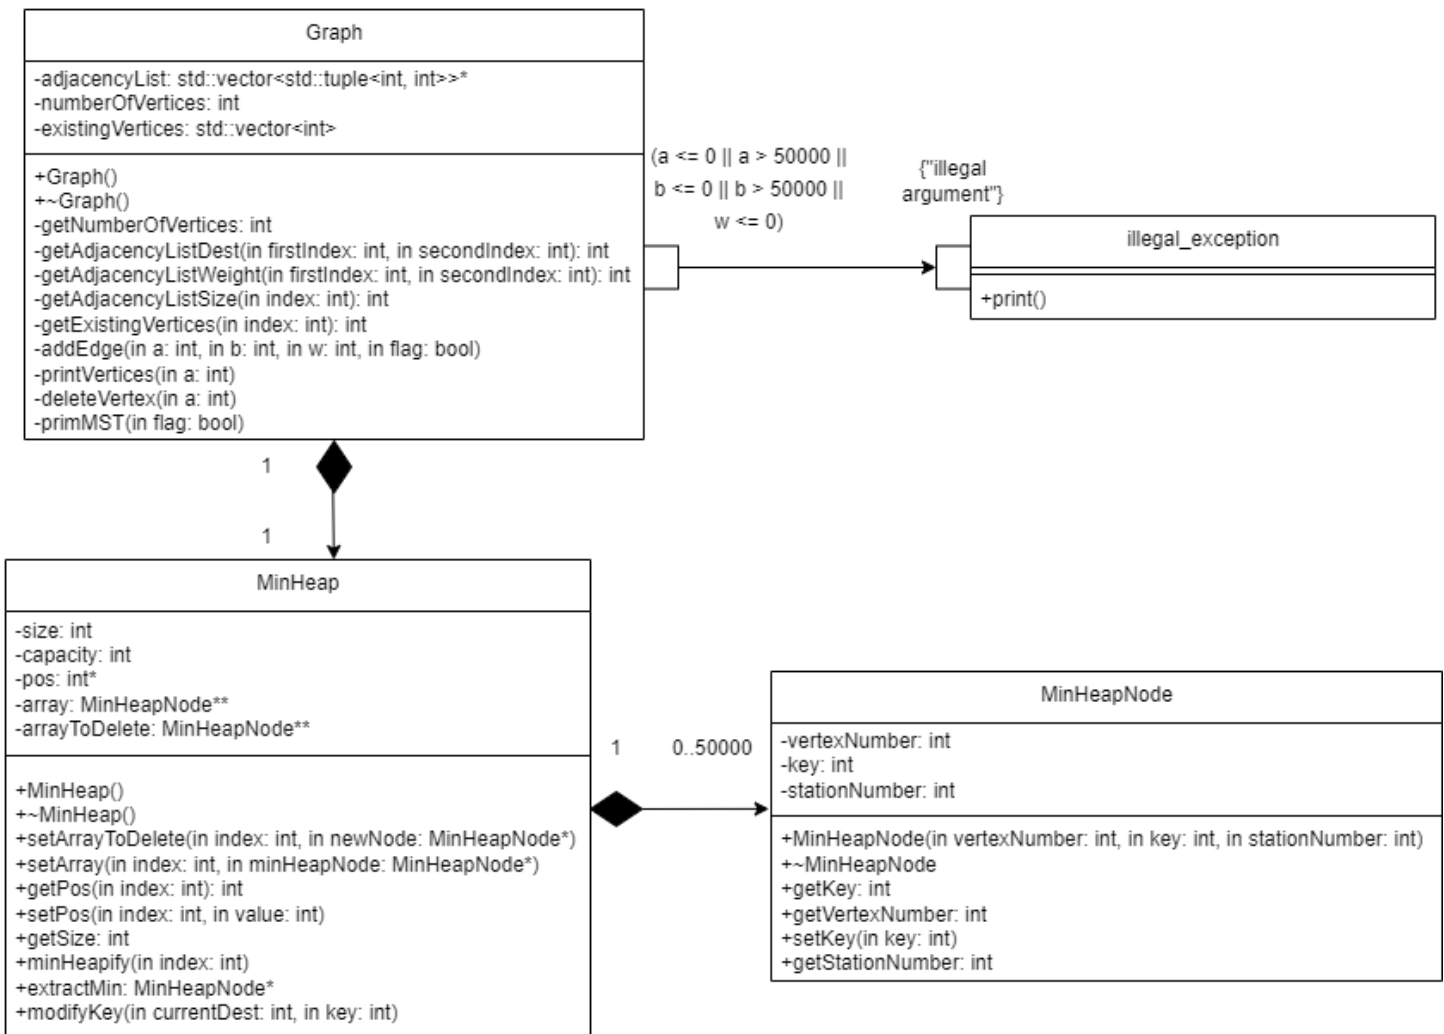 Graph
-adjacencyList: std::vector<std::tuple<int, int>>*
-numberOfVertices: int
-existingVertices: std::vector<int>
+Graph()
+~Graph()
-getNumberOfVertices: int
-getAdjacencyListDest(in firstIndex: int, in secondIndex: int): int
-getAdjacencyListWeight(in firstIndex: int, in secondIndex: int): int
-getAdjacencyListSize(in index: int): int
-getExistingVertices(in index: int): int
-addEdge(in a: int, in b: int, in w: int, in flag: bool)
-printVertices(in a: int)
-deleteVertex(in a: int)
-primMST(in flag: bool)
(a <= 0 || a > 50000 ||
b <= 0 || b > 50000 ||
w <= 0)
{"illegal
argument"}
illegal_exception
+print()
1
1
MinHeap
-size: int
-capacity: int
-pos: int*
-array: MinHeapNode**
-arrayToDelete: MinHeapNode**
+MinHeap()
+~MinHeap()
+setArrayToDelete(in index: int, in newNode: MinHeapNode*)
+setArray(in index: int, in minHeapNode: MinHeapNode*)
+getPos(in index: int): int
+setPos(in index: int, in value: int)
+getSize: int
+minHeapify(in index: int)
+extractMin: MinHeapNode*
+modifyKey(in currentDest: int, in key: int)
1 0..50000
MinHeapNode
-vertexNumber: int
-key: int
-stationNumber: int
+MinHeapNode(in vertexNumber: int, in key: int, in stationNumber: int)
+~MinHeapNode
+getKey: int
+getVertexNumber: int
+setKey(in key: int)
+getStationNumber: int